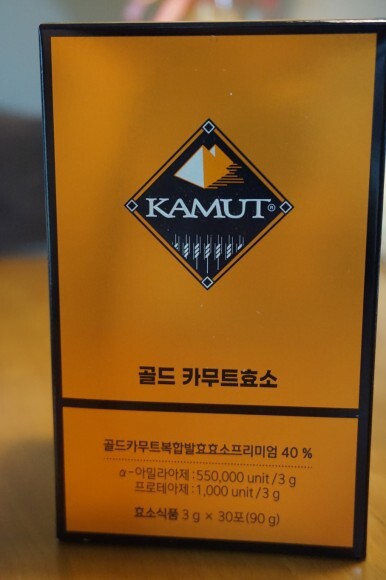 KAMUT®
골드 카무트효소
골드카무트복합발효효소프리미엄 40 %
α-아밀라아제 : 550,000 unit / 3 g
프로테아제 : 1,000 unit / 3 g
효소식품 3 g × 30포(90 g)